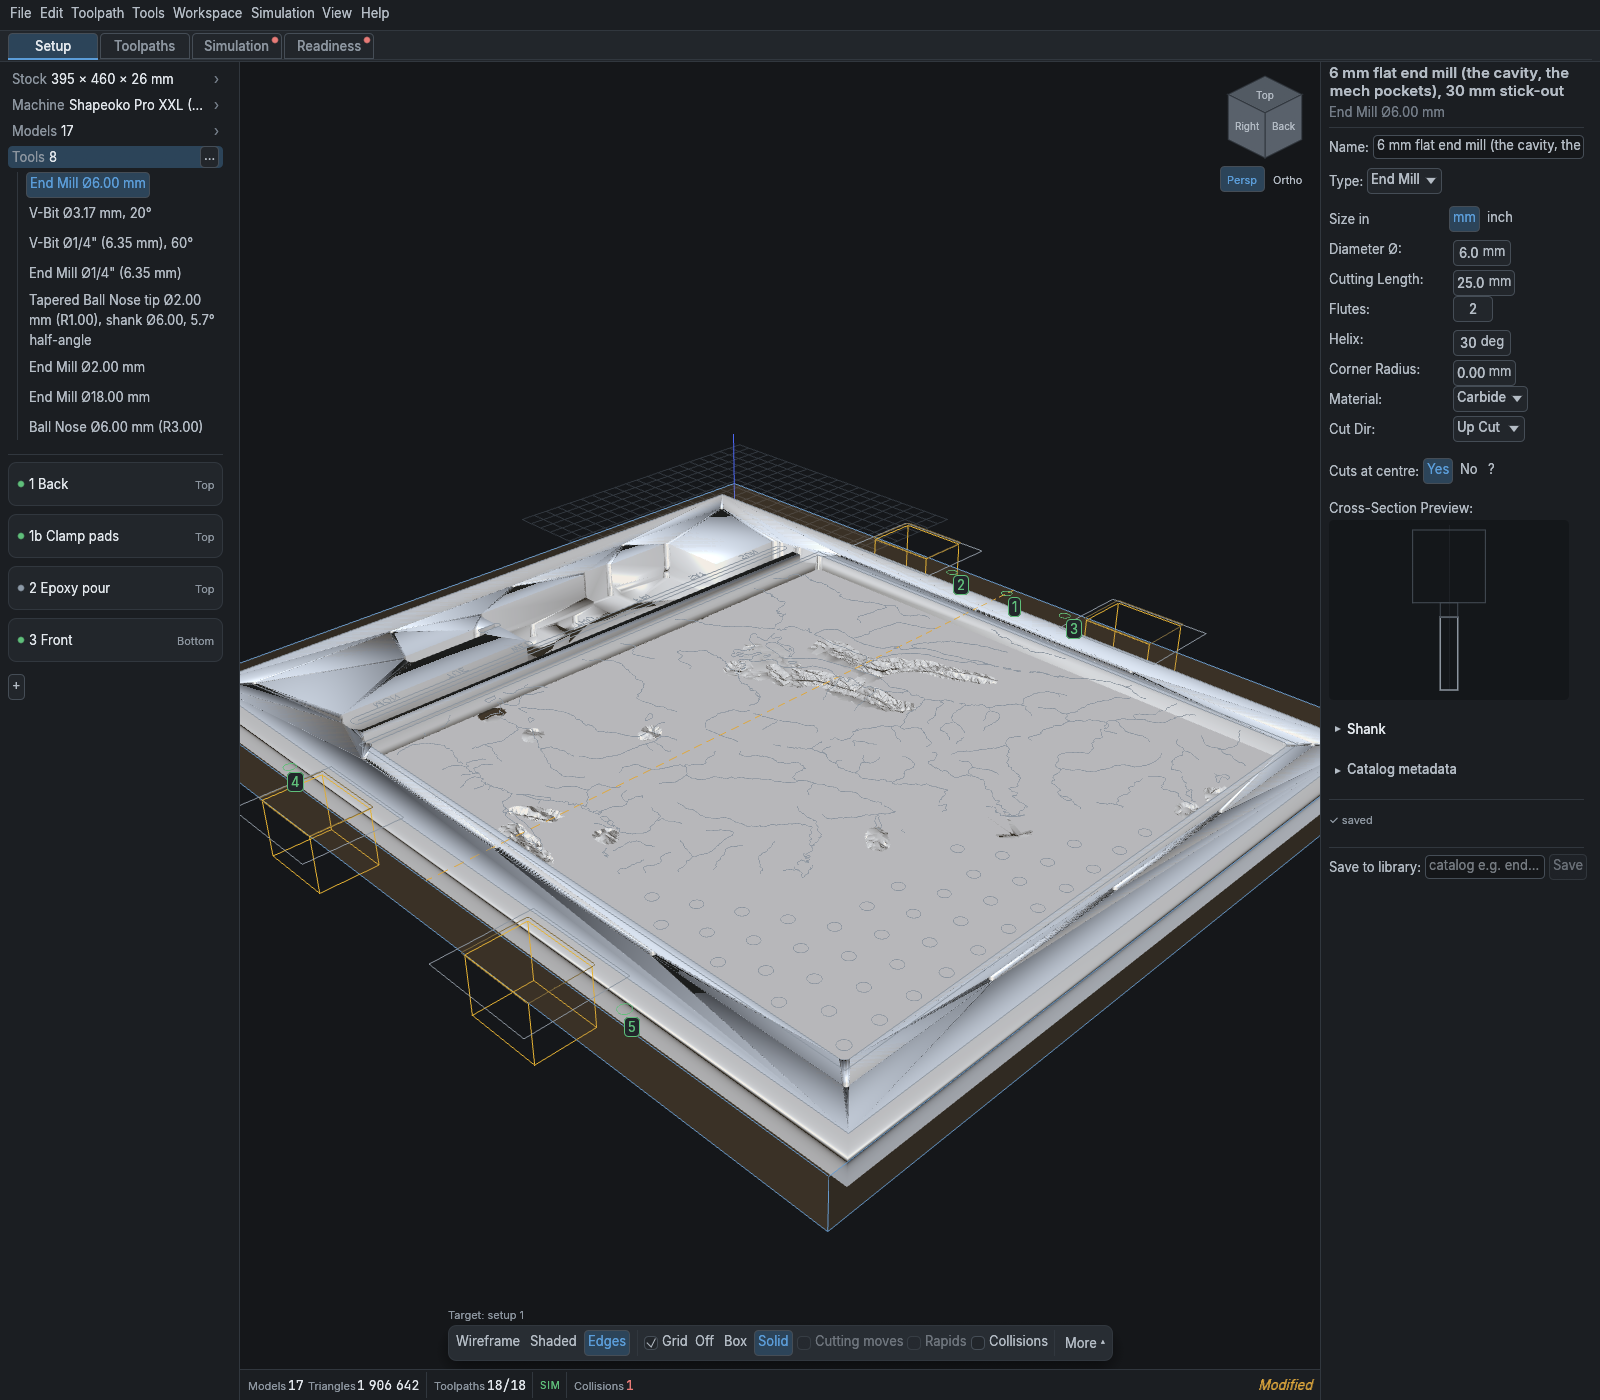 File Edit Toolpath Tools Workspace Simulation View Help
Setup Toolpaths Simulation Readiness
Stock 395 × 460 × 26 mm ›
Machine Shapeoko Pro XXL (... ›
Models 17 ›
Tools 8 ...
End Mill Ø6.00 mm
V-Bit Ø3.17 mm, 20°
V-Bit Ø1/4" (6.35 mm), 60°
End Mill Ø1/4" (6.35 mm)
Tapered Ball Nose tip Ø2.00
mm (R1.00), shank Ø6.00, 5.7°
half-angle
End Mill Ø2.00 mm
End Mill Ø18.00 mm
Ball Nose Ø6.00 mm (R3.00)
1 Back Top
1b Clamp pads Top
2 Epoxy pour Top
3 Front Bottom
+
Top
Right Back
Persp Ortho
2
1
3
4
5
6 mm flat end mill (the cavity, the
mech pockets), 30 mm stick-out
End Mill Ø6.00 mm
Name: 6 mm flat end mill (the cavity, the
Type: End Mill
Size in mm inch
Diameter Ø: 6.0 mm
Cutting Length: 25.0 mm
Flutes: 2
Helix: 30 deg
Corner Radius: 0.00 mm
Material: Carbide
Cut Dir: Up Cut
Cuts at centre: Yes No ?
Cross-Section Preview:
Shank
Catalog metadata
✓ saved
Save to library: catalog e.g. end... Save
Target: setup 1
Wireframe Shaded Edges Grid Off Box Solid Cutting moves Rapids Collisions More
Models 17 Triangles 1 906 642 Toolpaths 18/18 SIM Collisions 1 Modified